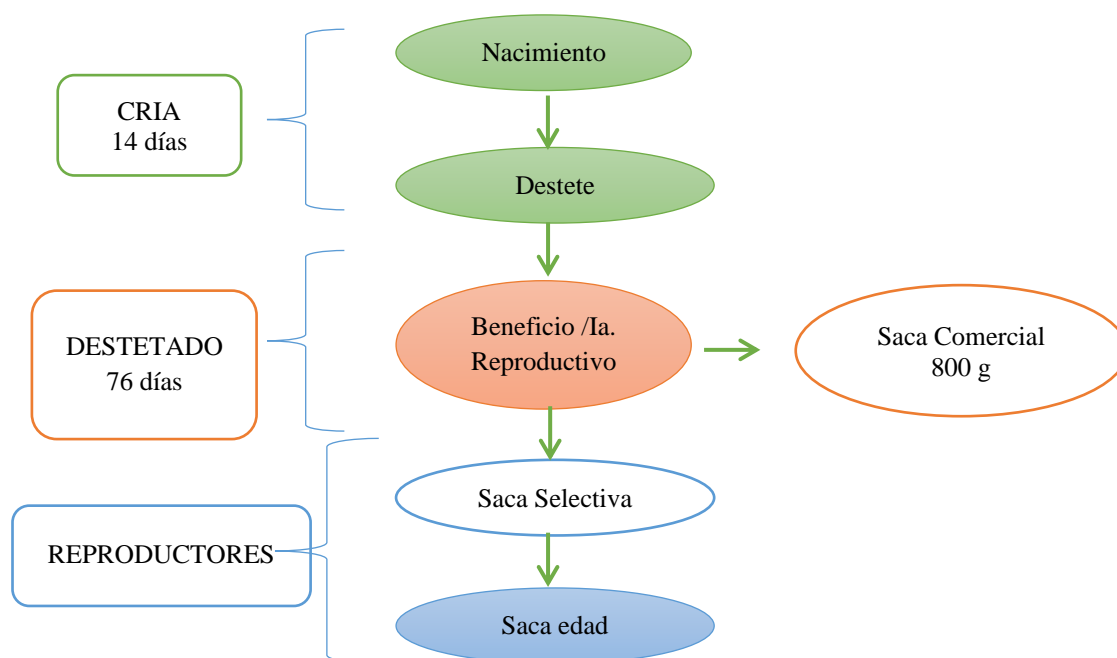 Nacimiento
CRIA
14 días
Destete
Beneficio /Ia.
Reproductivo
Saca Comercial
800 g
DESTETADO
76 días
Saca Selectiva
REPRODUCTORES
Saca edad